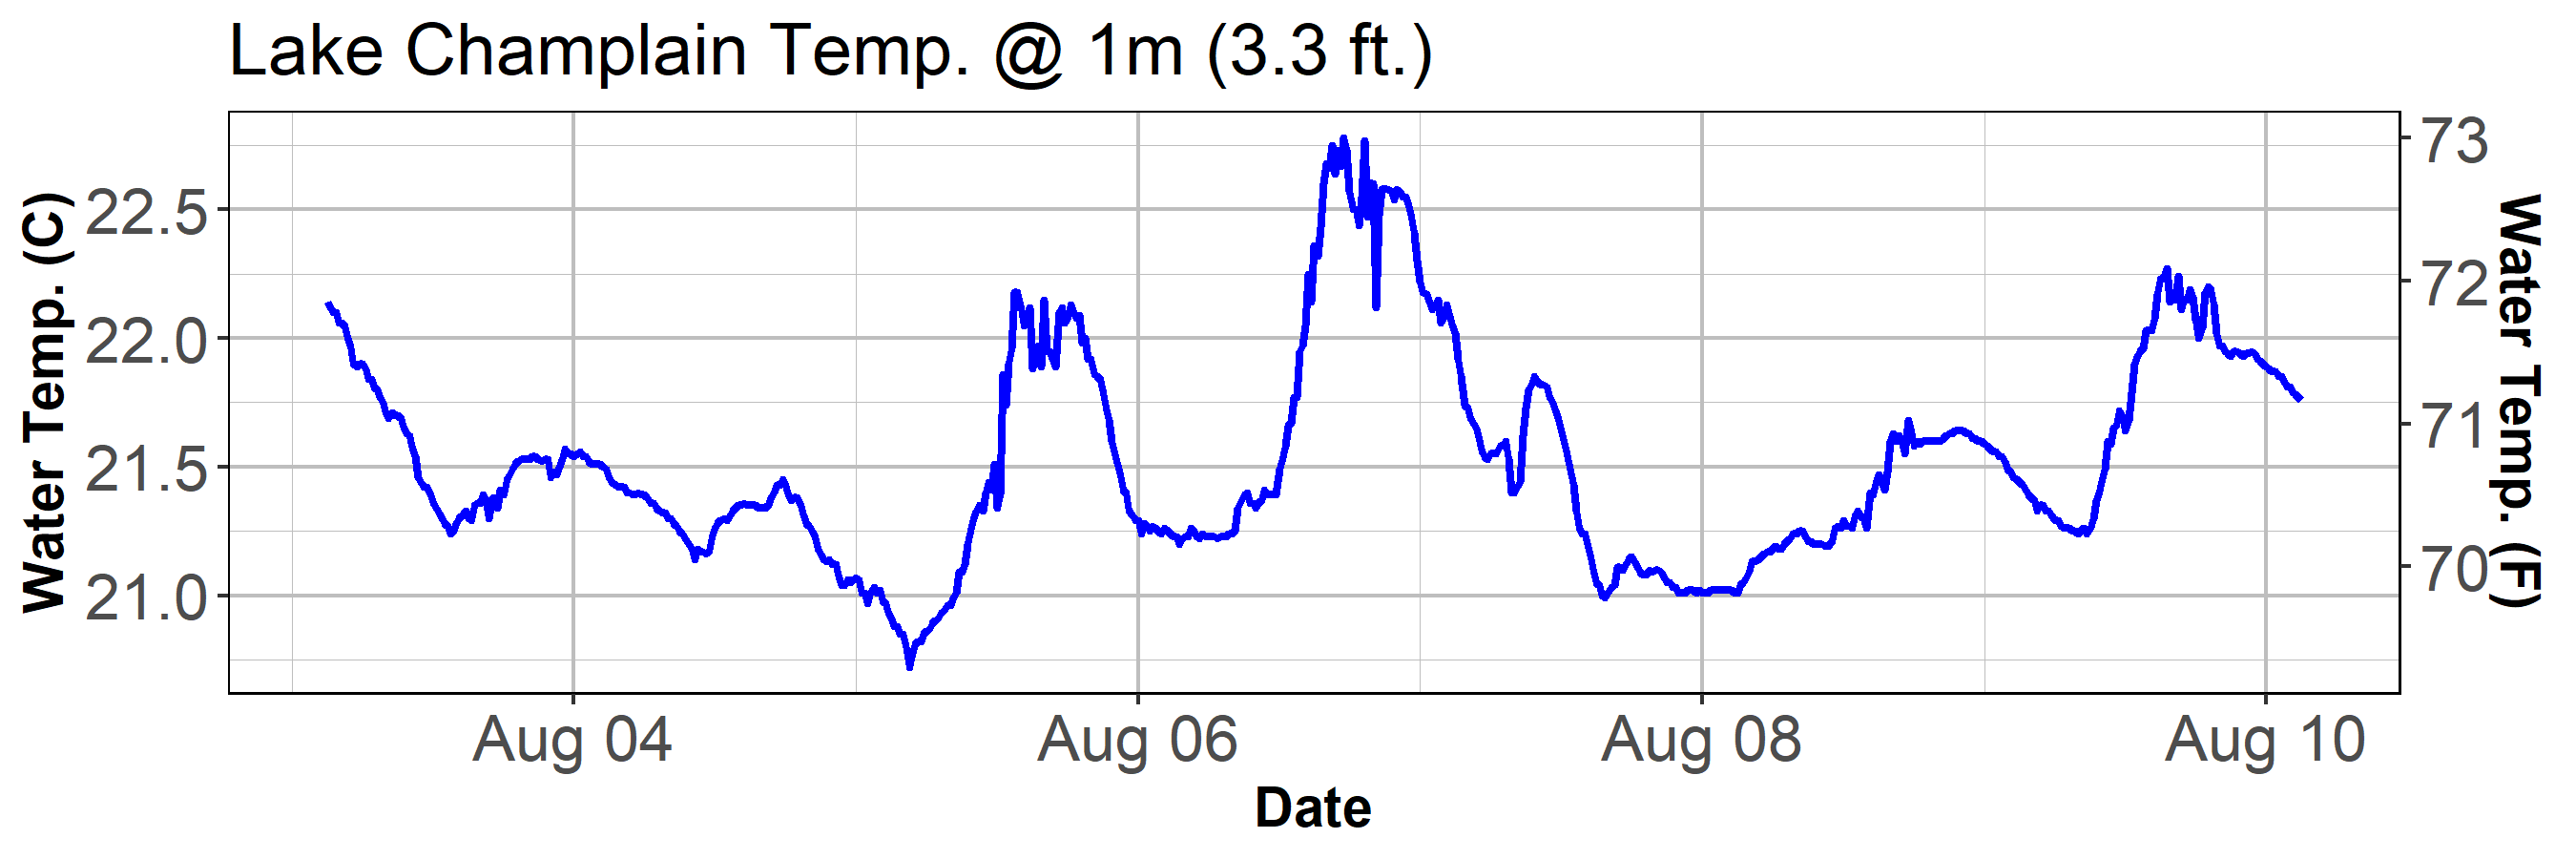 Lake Champlain Temp. @ 1m (3.3 ft.)
Water Temp. (C)
22.5
22.0
21.5
21.0
73
72
71
70
Water Temp. (F)
Aug 04
Aug 06
Aug 08
Aug 10
Date